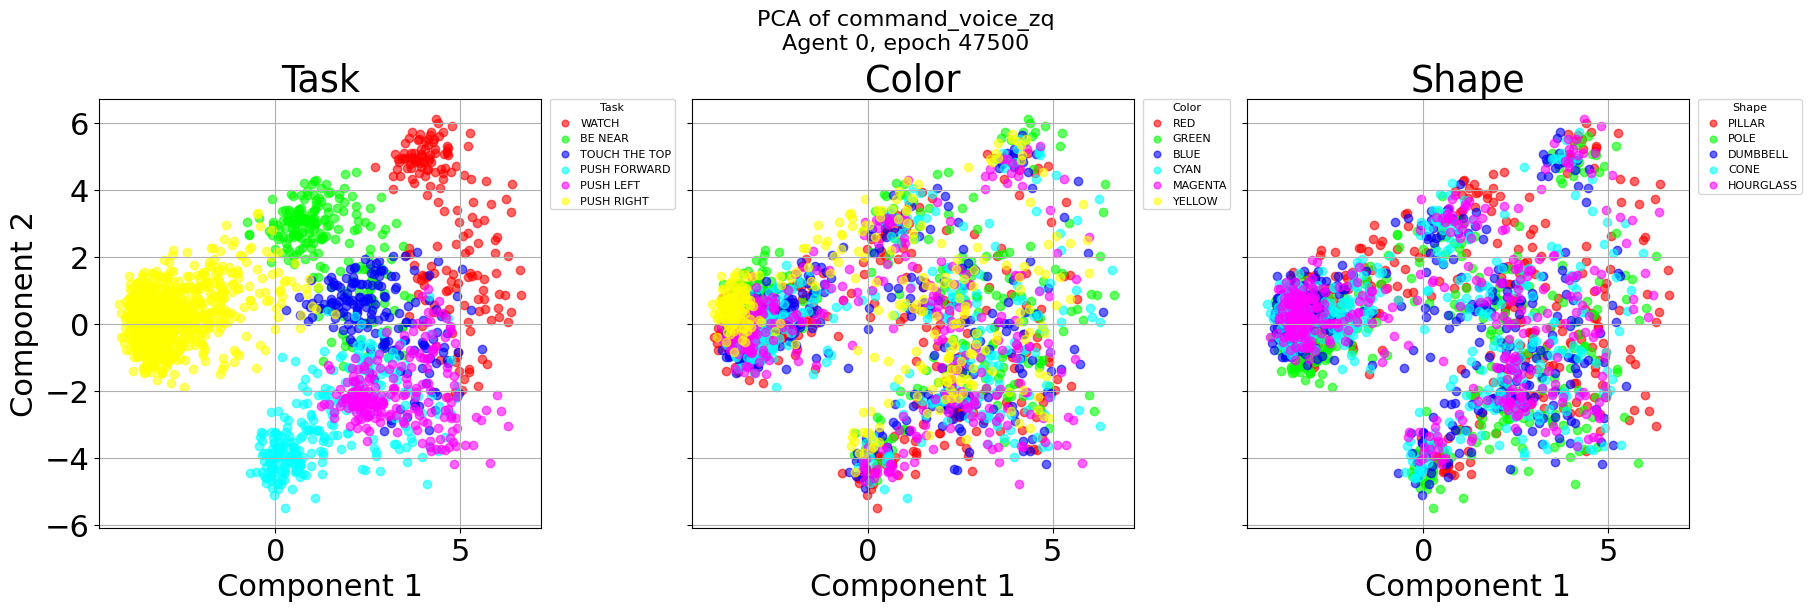 PCA of command_voice_zq
Agent 0, epoch 47500
Task
Component 2
6
4
2
0
−2
−4
−6
0
5
Component 1
Task
WATCH
BE NEAR
TOUCH THE TOP
PUSH FORWARD
PUSH LEFT
PUSH RIGHT
Color
0
5
Component 1
Color
RED
GREEN
BLUE
CYAN
MAGENTA
YELLOW
Shape
0
5
Component 1
Shape
PILLAR
POLE
DUMBBELL
CONE
HOURGLASS